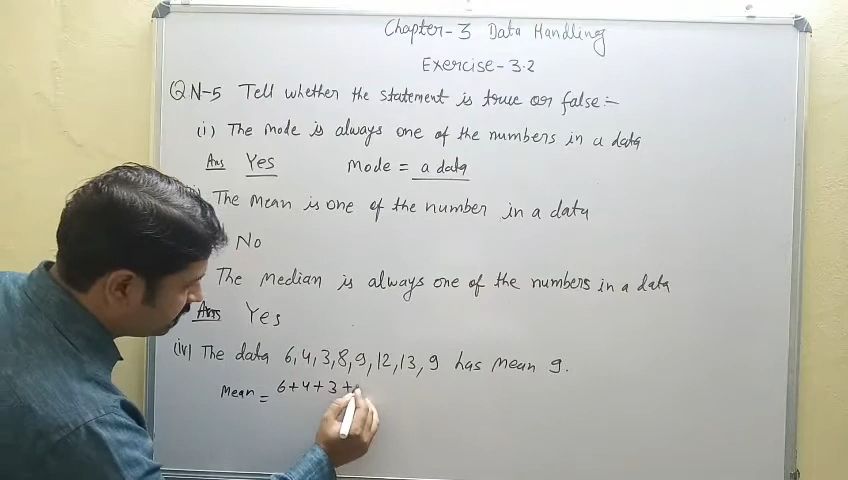 Chapter-3 Data Handling
Exercise-3.2
QN-5 Tell whether the statement is true or false:-
(i) The mode is always one of the numbers in a data
Ans Yes Mode = a data
The Mean is one of the number in a data
No
The Median is always one of the numbers in a data
Ans Yes
(iv) The data 6,4,3,8,9,12,13,9 has mean 9.
Mean = 6+4+3+